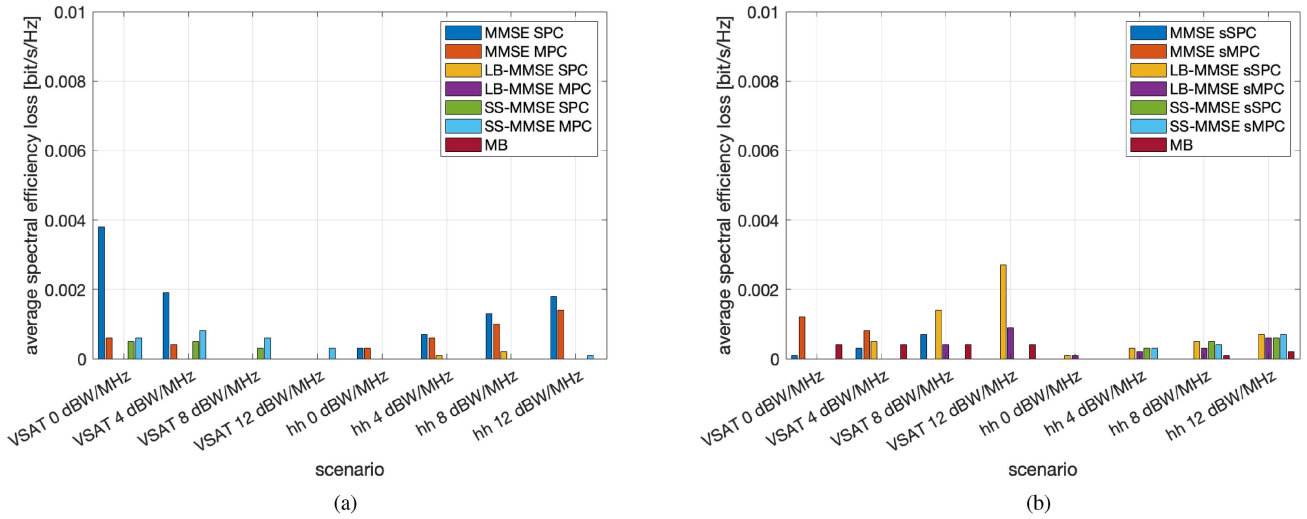 average spectral efficiency loss [bit/s/Hz]
0.01
0.008
0.006
0.004
0.002
0
MMSE SPC
MMSE MPC
LB-MMSE SPC
LB-MMSE MPC
SS-MMSE SPC
SS-MMSE MPC
MB
VSAT 0 dBW/MHz
VSAT 4 dBW/MHz
VSAT 8 dBW/MHz
VSAT 12 dBW/MHz
hh 0 dBW/MHz
hh 4 dBW/MHz
hh 8 dBW/MHz
hh 12 dBW/MHz
scenario
(a)
average spectral efficiency loss [bit/s/Hz]
0.01
0.008
0.006
0.004
0.002
0
MMSE sSPC
MMSE sMPC
LB-MMSE sSPC
LB-MMSE sMPC
SS-MMSE sSPC
SS-MMSE sMPC
MB
VSAT 0 dBW/MHz
VSAT 4 dBW/MHz
VSAT 8 dBW/MHz
VSAT 12 dBW/MHz
hh 0 dBW/MHz
hh 4 dBW/MHz
hh 8 dBW/MHz
hh 12 dBW/MHz
scenario
(b)